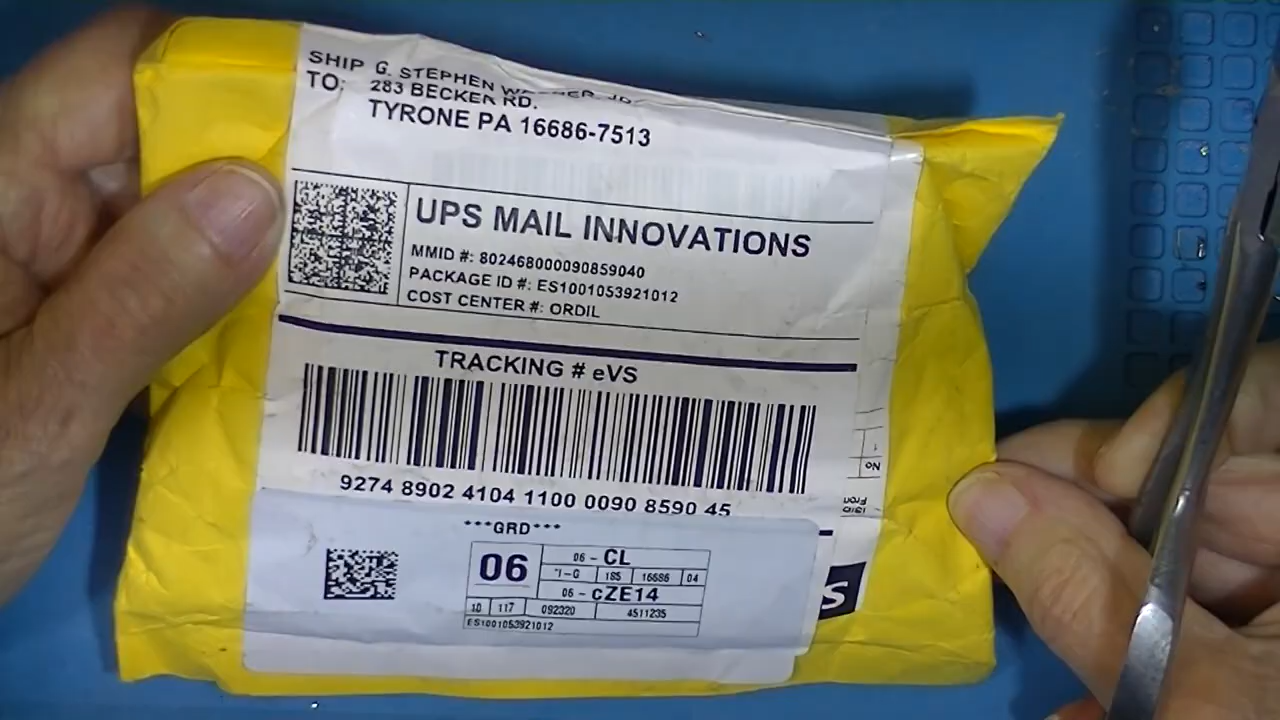 SHIP G. STEPHEN
TO: 283 BECKER RD.
TYRONE PA 16686-7513
UPS MAIL INNOVATIONS
MMID #: 802468000090859040
PACKAGE ID #: ES1001053921012
COST CENTER #: ORDIL
TRACKING # eVS
9274 8902 4104 1100 0090 8590 45
***GRD***
06
06 - CL
*1-G 185 16686 04
06 - cZE14
10 117 092320 4511235
ES1001053921012
No
S